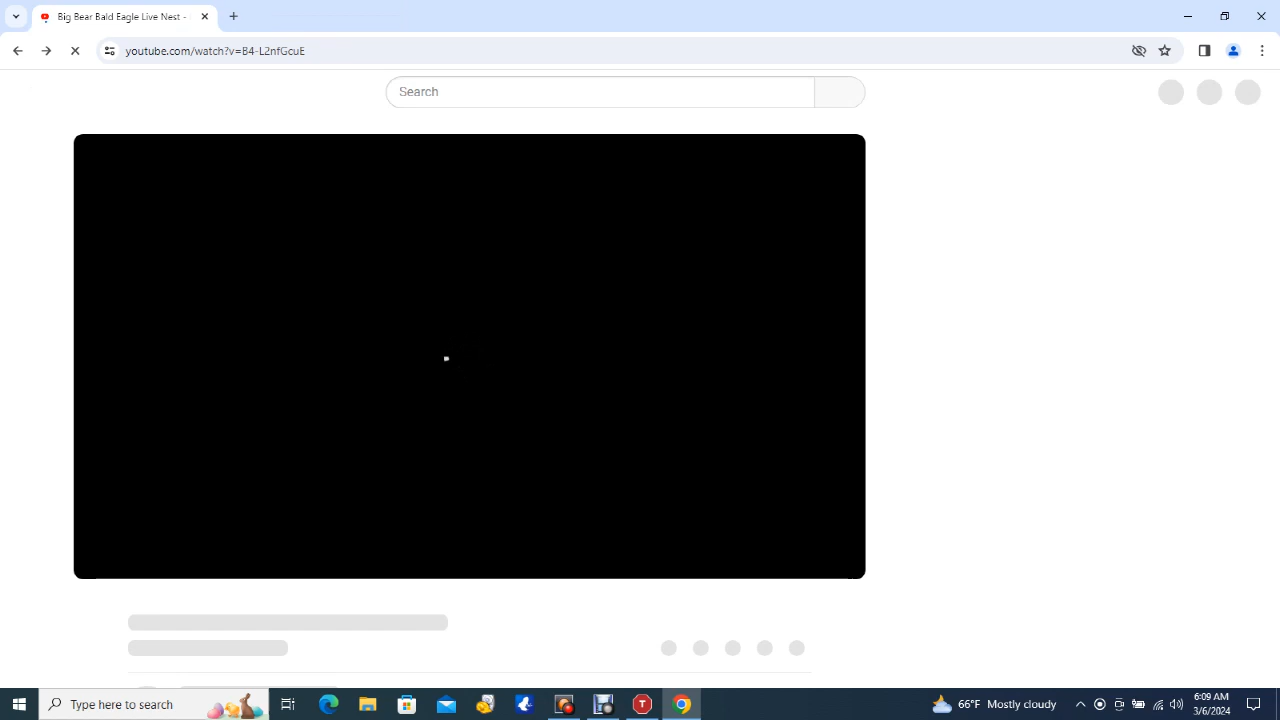 Big Bear Bald Eagle Live Nest -
youtube.com/watch?v=B4-L2nfGcuE
Search
Type here to search
T
66°F Mostly cloudy
6:09 AM
3/6/2024